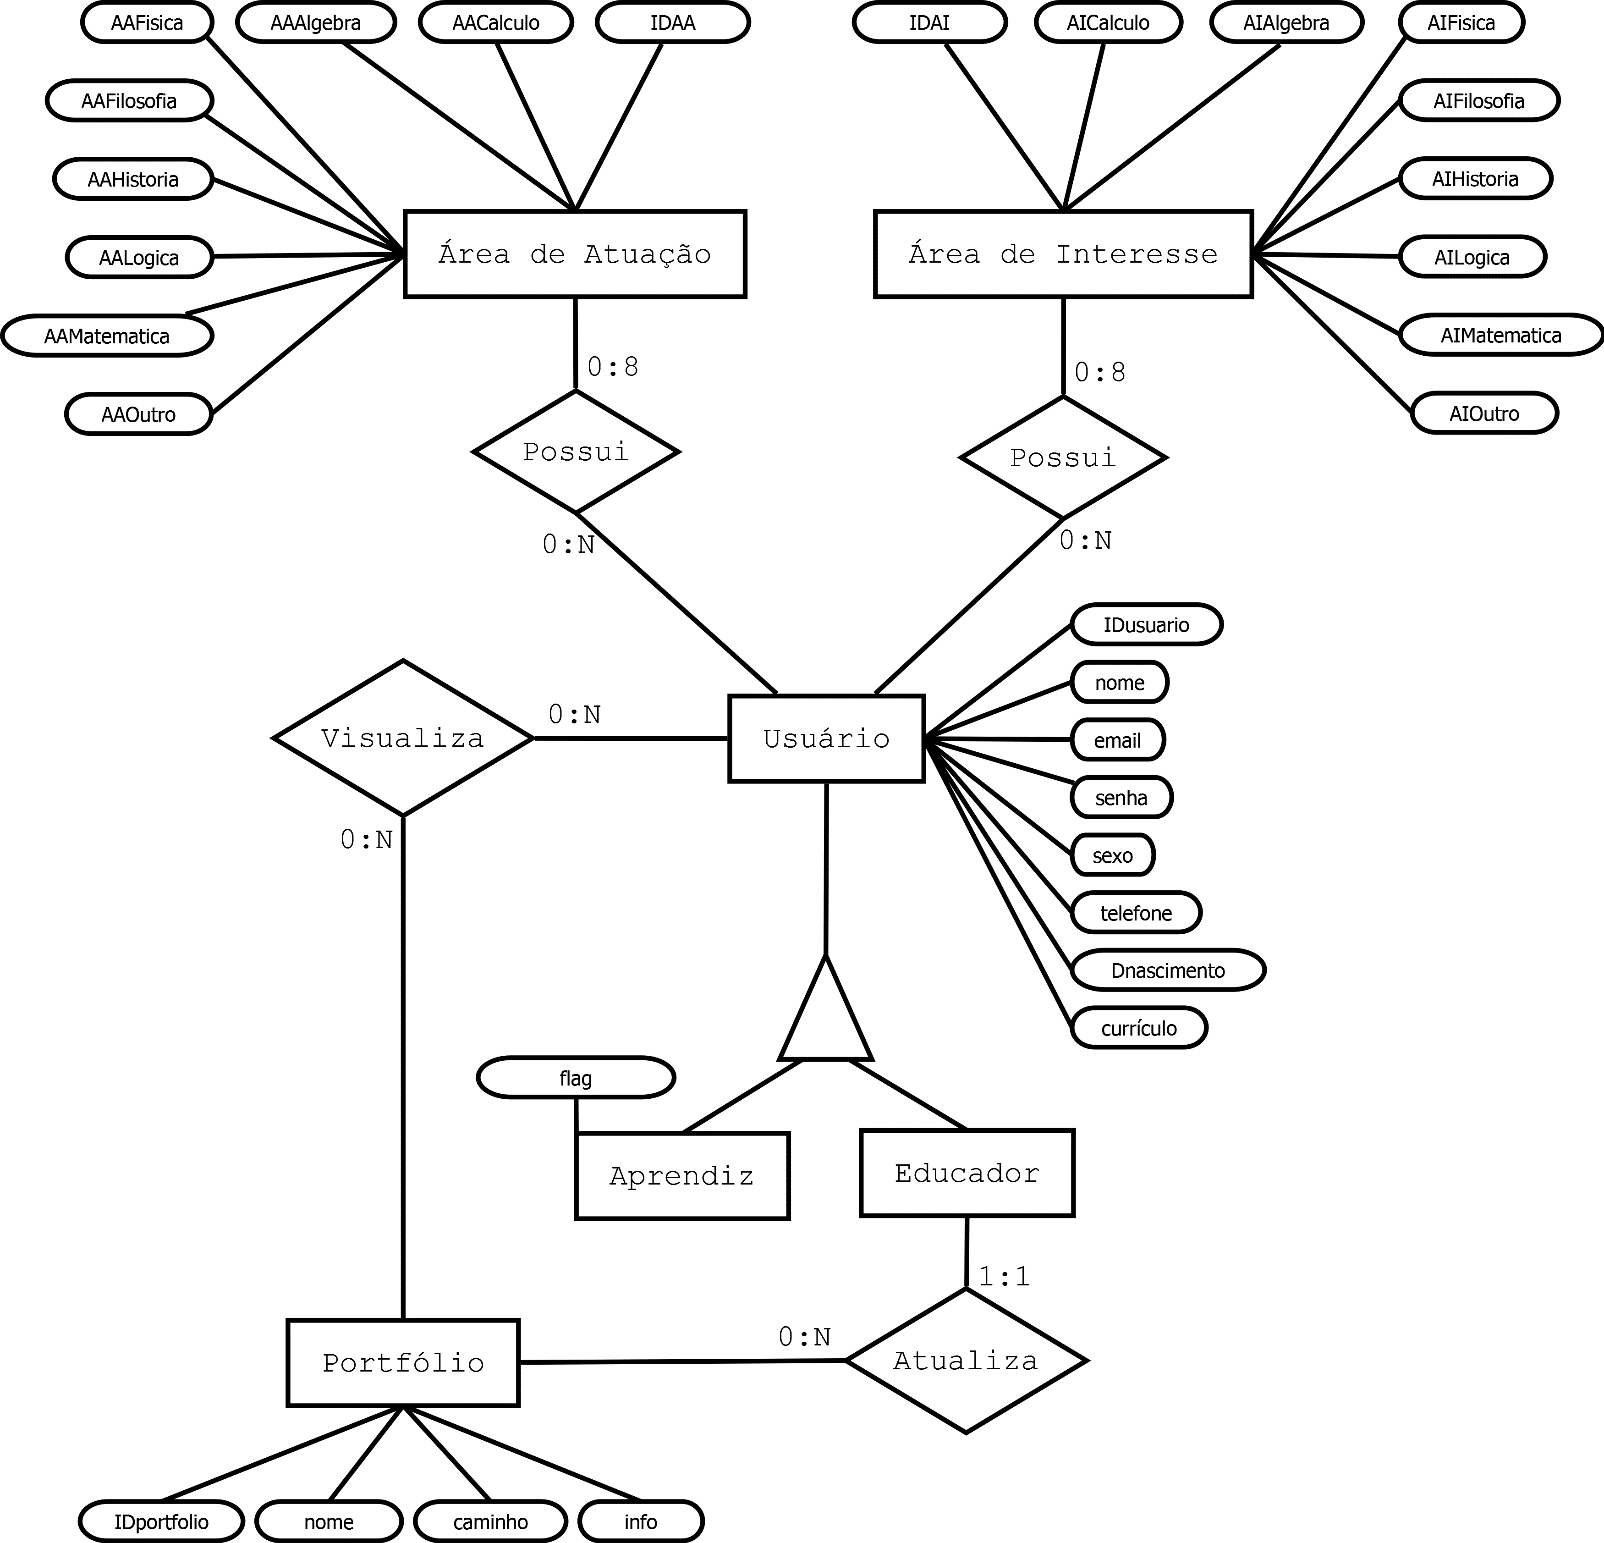 AAFisica
AAAlgebra
AACalculo
IDAA
IDAI
AICalculo
AIAlgebra
AIFisica
AAFilosofia
AIFilosofia
AAHistoria
AIHistoria
Área de Atuação
Área de Interesse
AALogica
AILogica
AAMatematica
AIMatematica
0:8
0:8
AAOutro
AIOutro
Possui
Possui
0:N
0:N
IDusuario
nome
0:N
Visualiza
Usuário
email
senha
0:N
sexo
telefone
Dnascimento
currículo
flag
Aprendiz
Educador
1:1
0:N
Portfólio
Atualiza
IDportfolio
nome
caminho
info